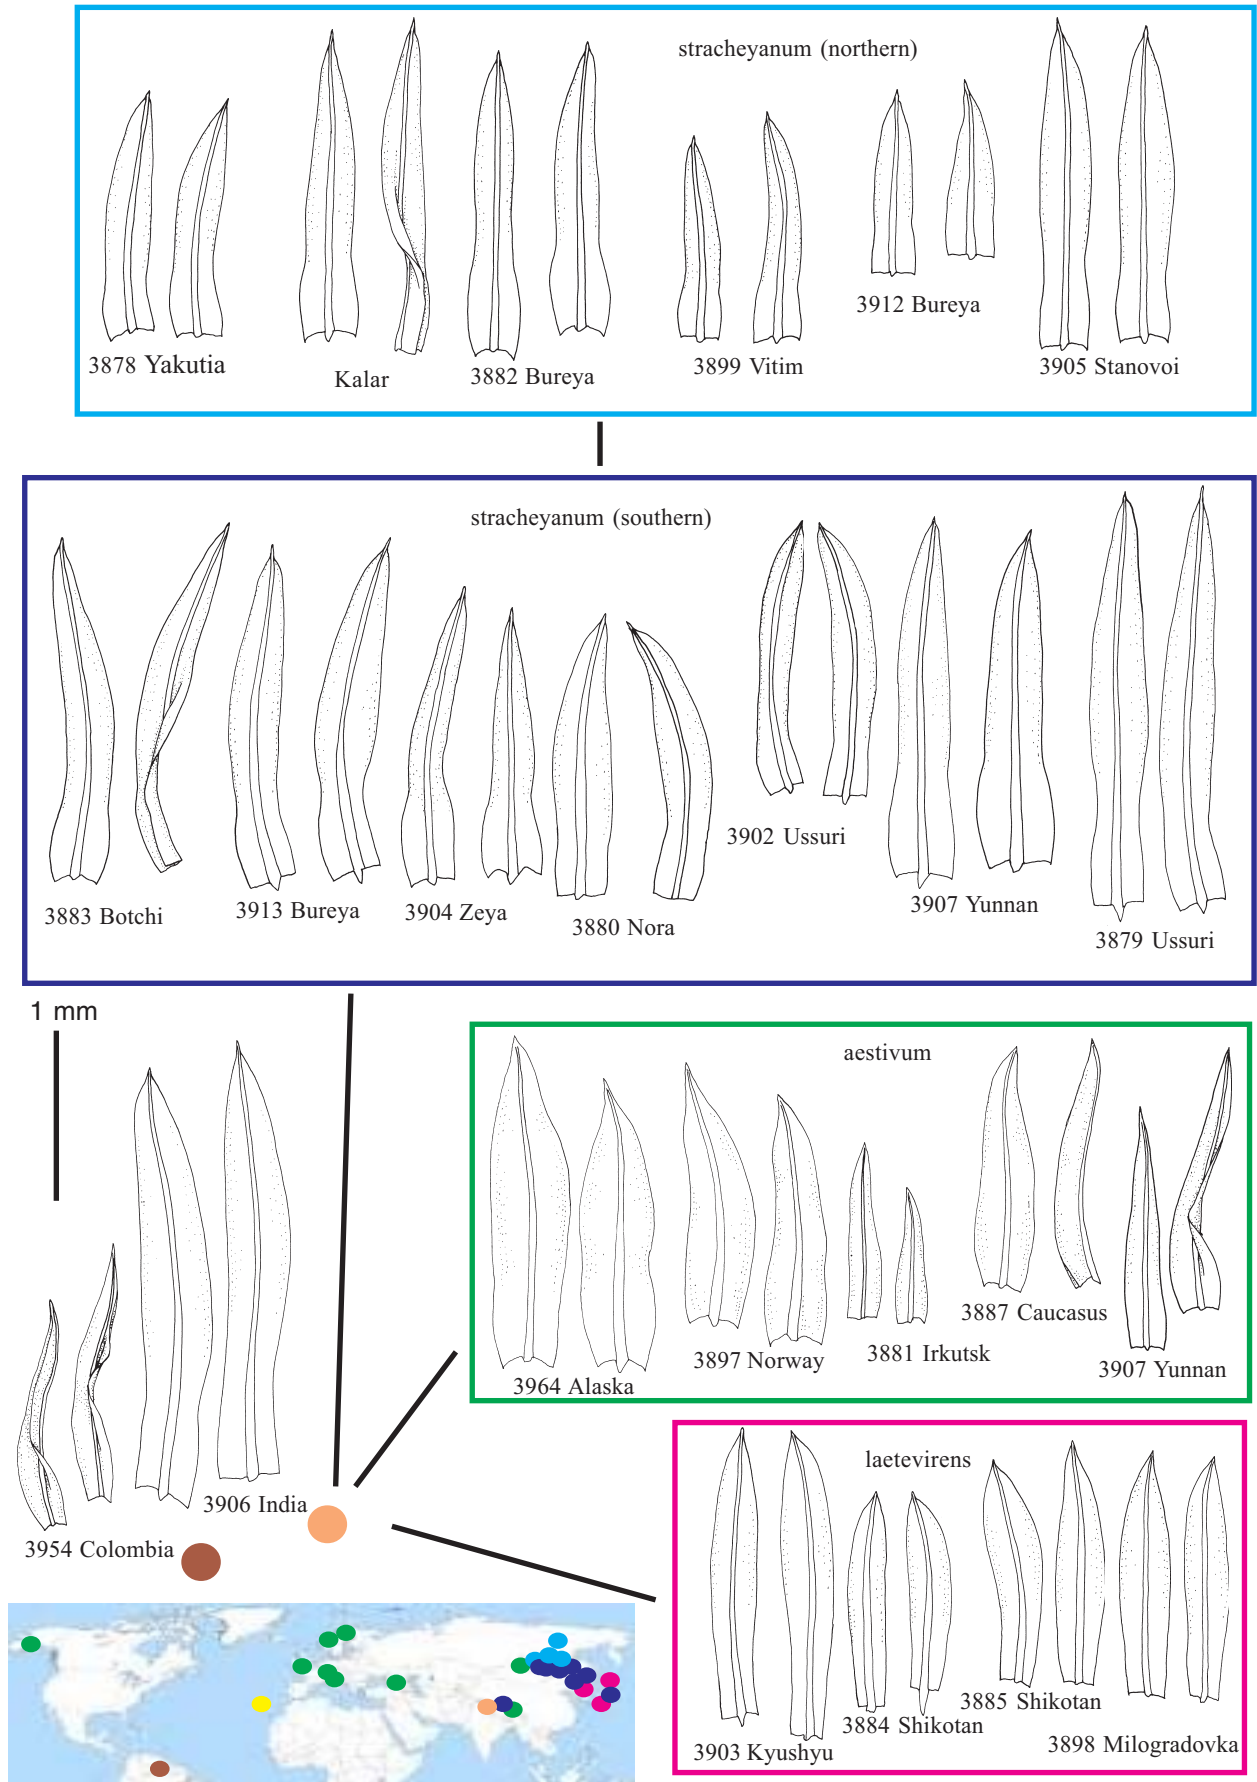 stracheyanum (northern)
3878 Yakutia
Kalar
3882 Bureya
3899 Vitim
3912 Bureya
3905 Stanovoi
stracheyanum (southern)
3883 Botchi
3913 Bureya
3904 Zeya
3880 Nora
3902 Ussuri
3907 Yunnan
3879 Ussuri
1 mm
3906 India
3954 Colombia
aestivum
3964 Alaska
3897 Norway
3881 Irkutsk
3887 Caucasus
3907 Yunnan
laetevirens
3903 Kyushyu
3884 Shikotan
3885 Shikotan
3898 Milogradovka